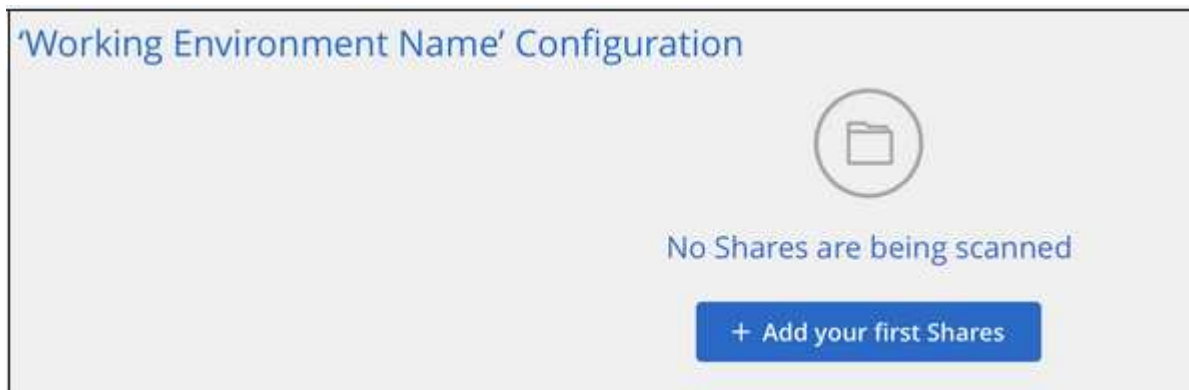 ‘Working Environment Name’ Configuration
No Shares are being scanned
+ Add your first Shares